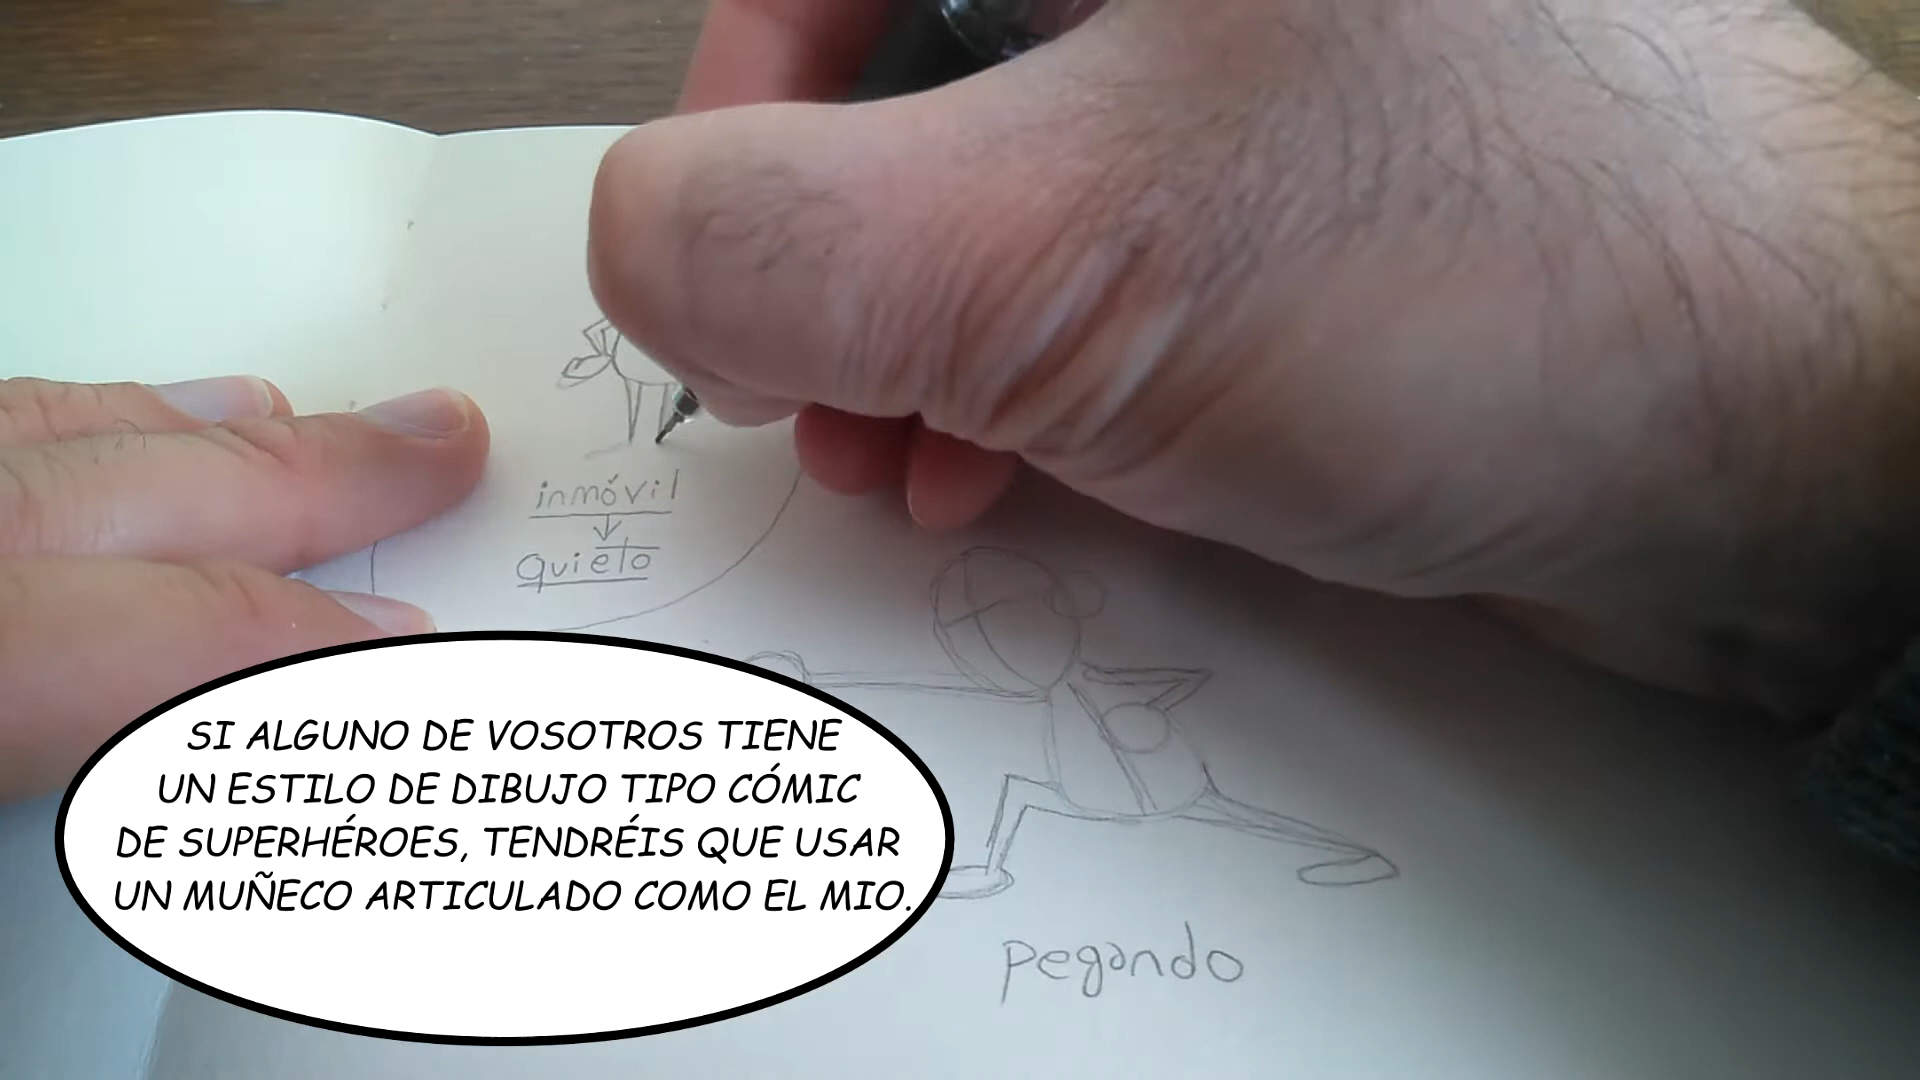 inmóvil
quieto
SI ALGUNO DE VOSOTROS TIENE
UN ESTILO DE DIBUJO TIPO CÓMIC
DE SUPERHÉROES, TENDRÉIS QUE USAR
UN MUÑECO ARTICULADO COMO EL MIO.
pegando